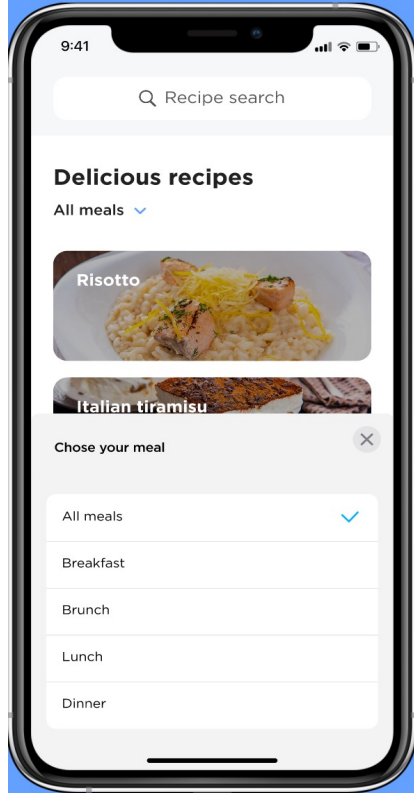 9:41
Recipe search
Delicious recipes
All meals
Risotto
Italian tiramisu
Chose your meal
All meals
Breakfast
Brunch
Lunch
Dinner